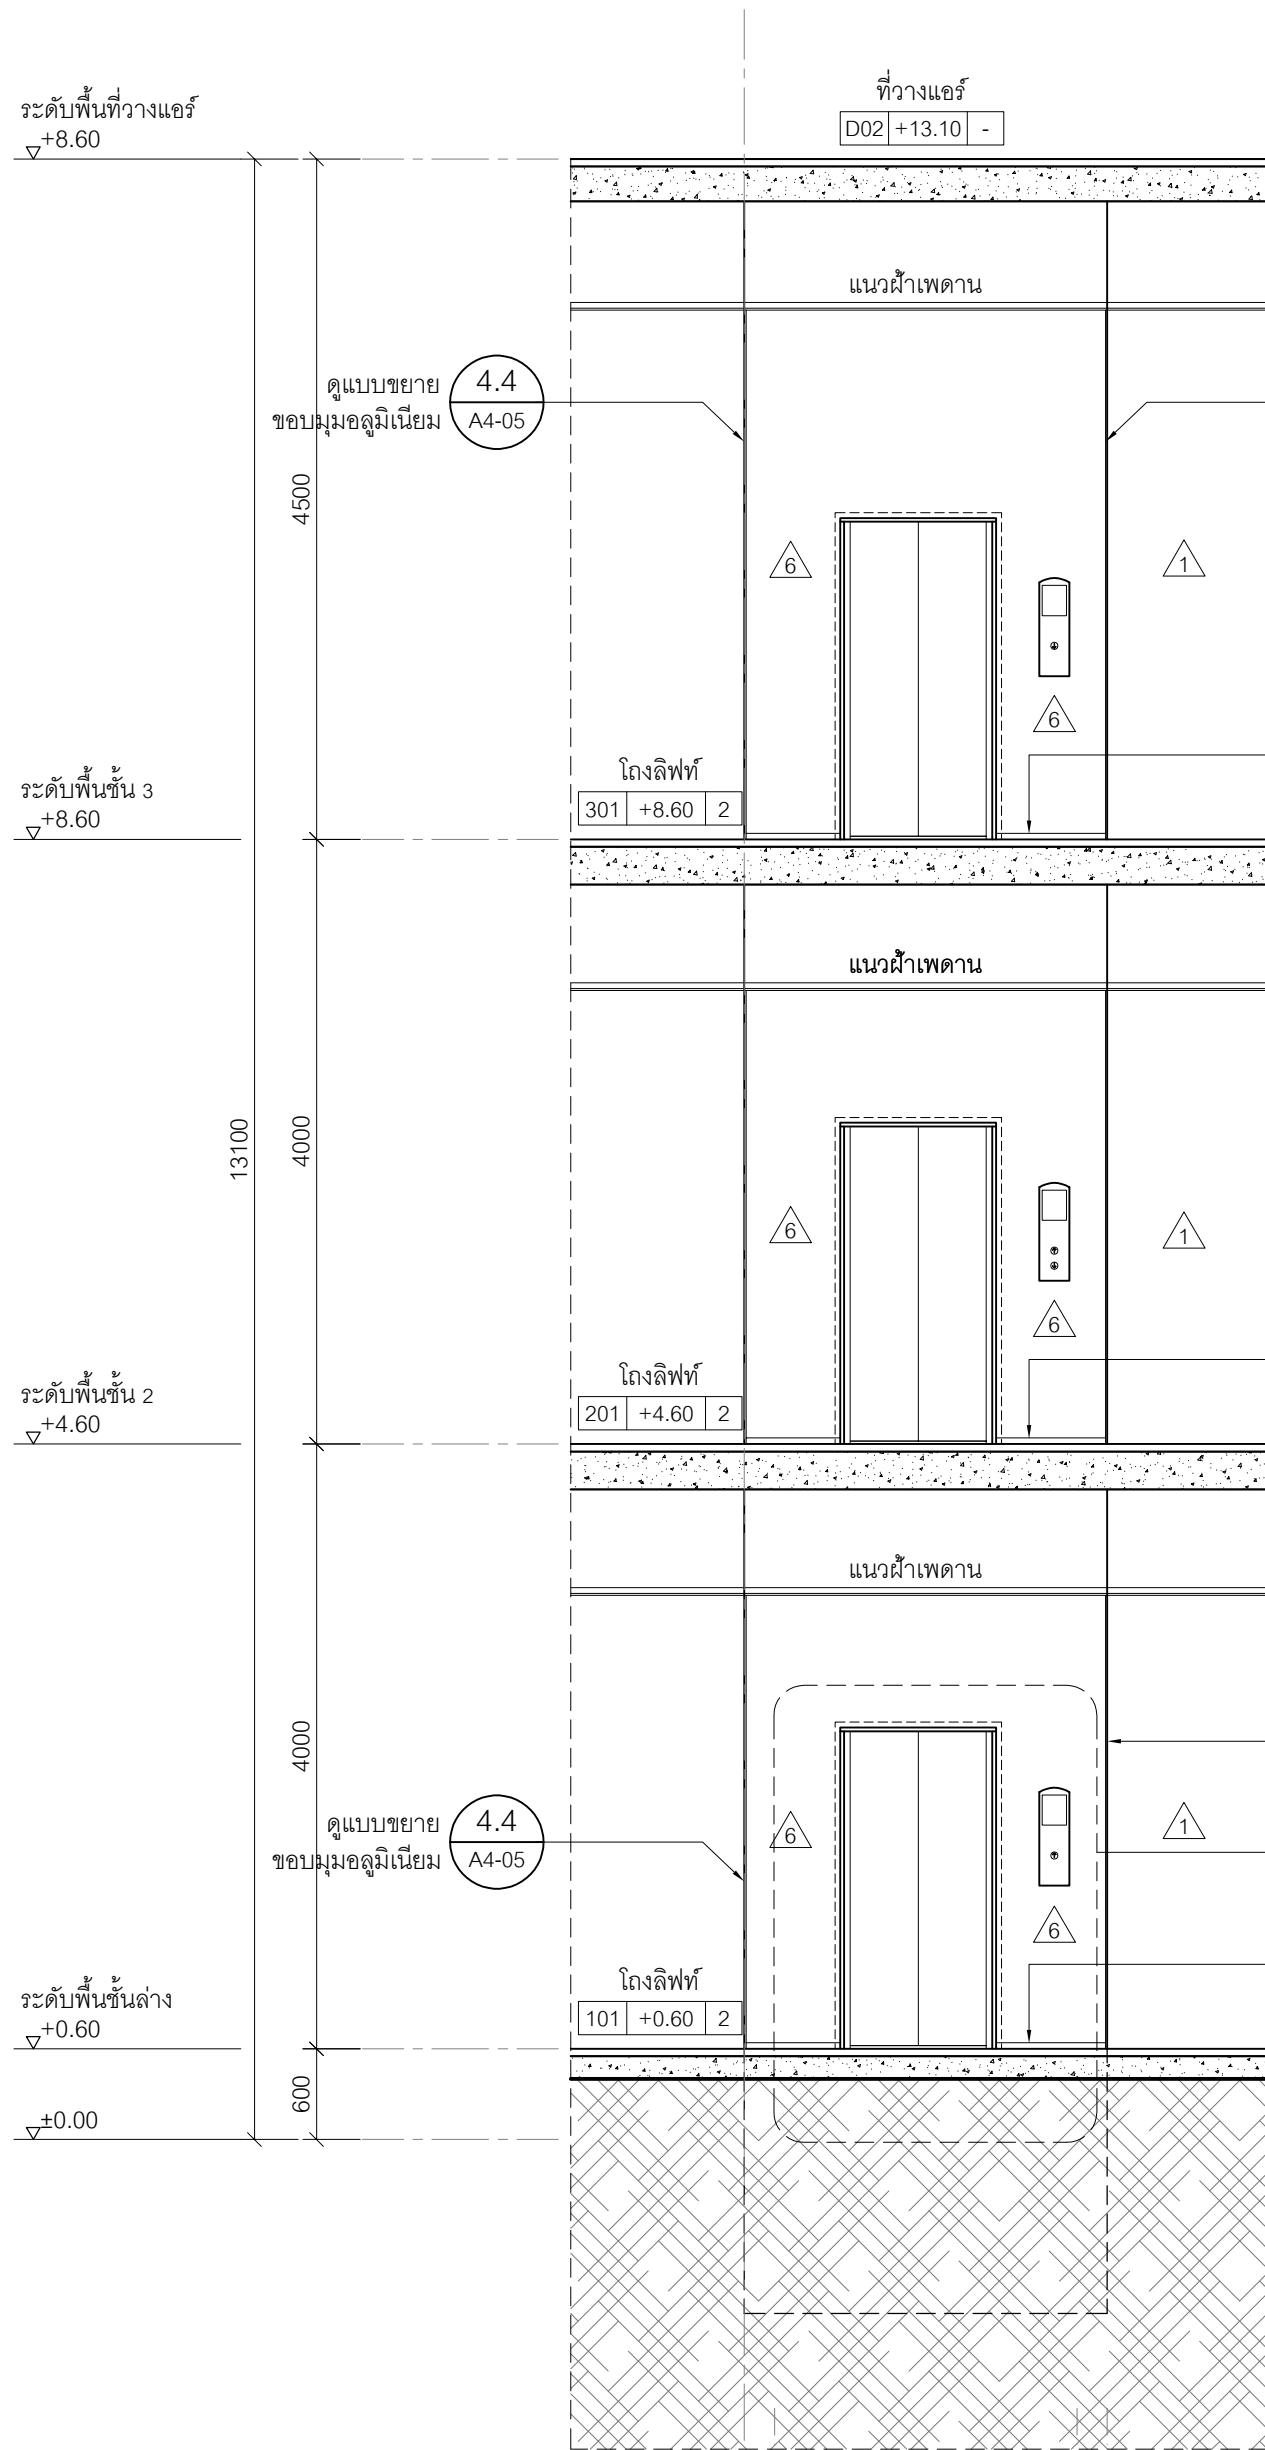 ระดับพื้นที่วางแอร์
+8.60
ที่วางแอร์
D02 +13.10 -
แนวฝ้าเพดาน
ดูแบบขยาย
ขอบมุมอลูมิเนียม
4.4
A4-05
4500
6
1
6
โถงลิฟท์
301 +8.60 2
ระดับพื้นชั้น 3
+8.60
แนวฝ้าเพดาน
13100
4000
6
1
6
โถงลิฟท์
201 +4.60 2
ระดับพื้นชั้น 2
+4.60
แนวฝ้าเพดาน
4000
ดูแบบขยาย
ขอบมุมอลูมิเนียม
4.4
A4-05
6
1
6
โถงลิฟท์
101 +0.60 2
ระดับพื้นชั้นล่าง
+0.60
600
±0.00